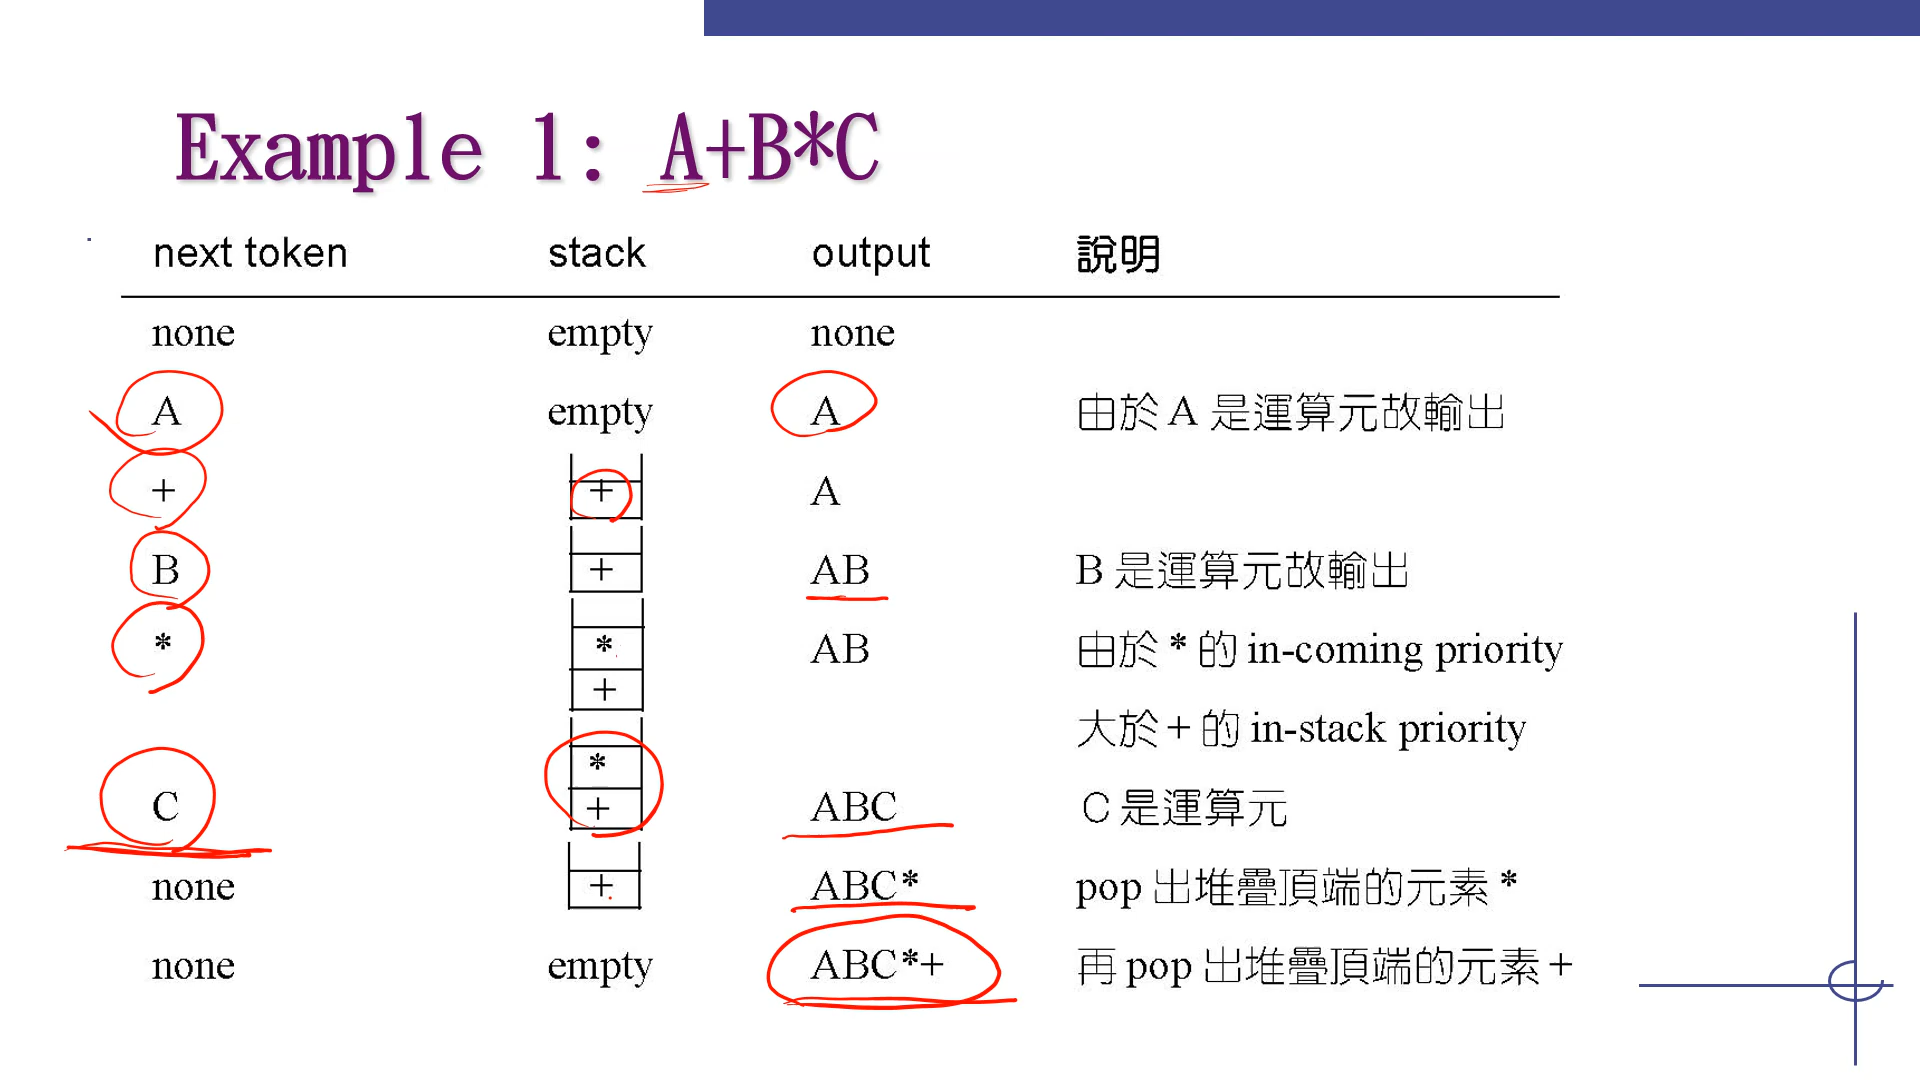 Example 1: A+B*C
next token stack output 說明
none empty none
A empty A 由於 A 是運算元故輸出
+ + A
B + AB B 是運算元故輸出
* * AB 由於 * 的 in-coming priority
+
大於 + 的 in-stack priority
*
C + ABC C 是運算元
none + ABC* pop 出堆疊頂端的元素 *
none empty ABC*+ 再 pop 出堆疊頂端的元素 +